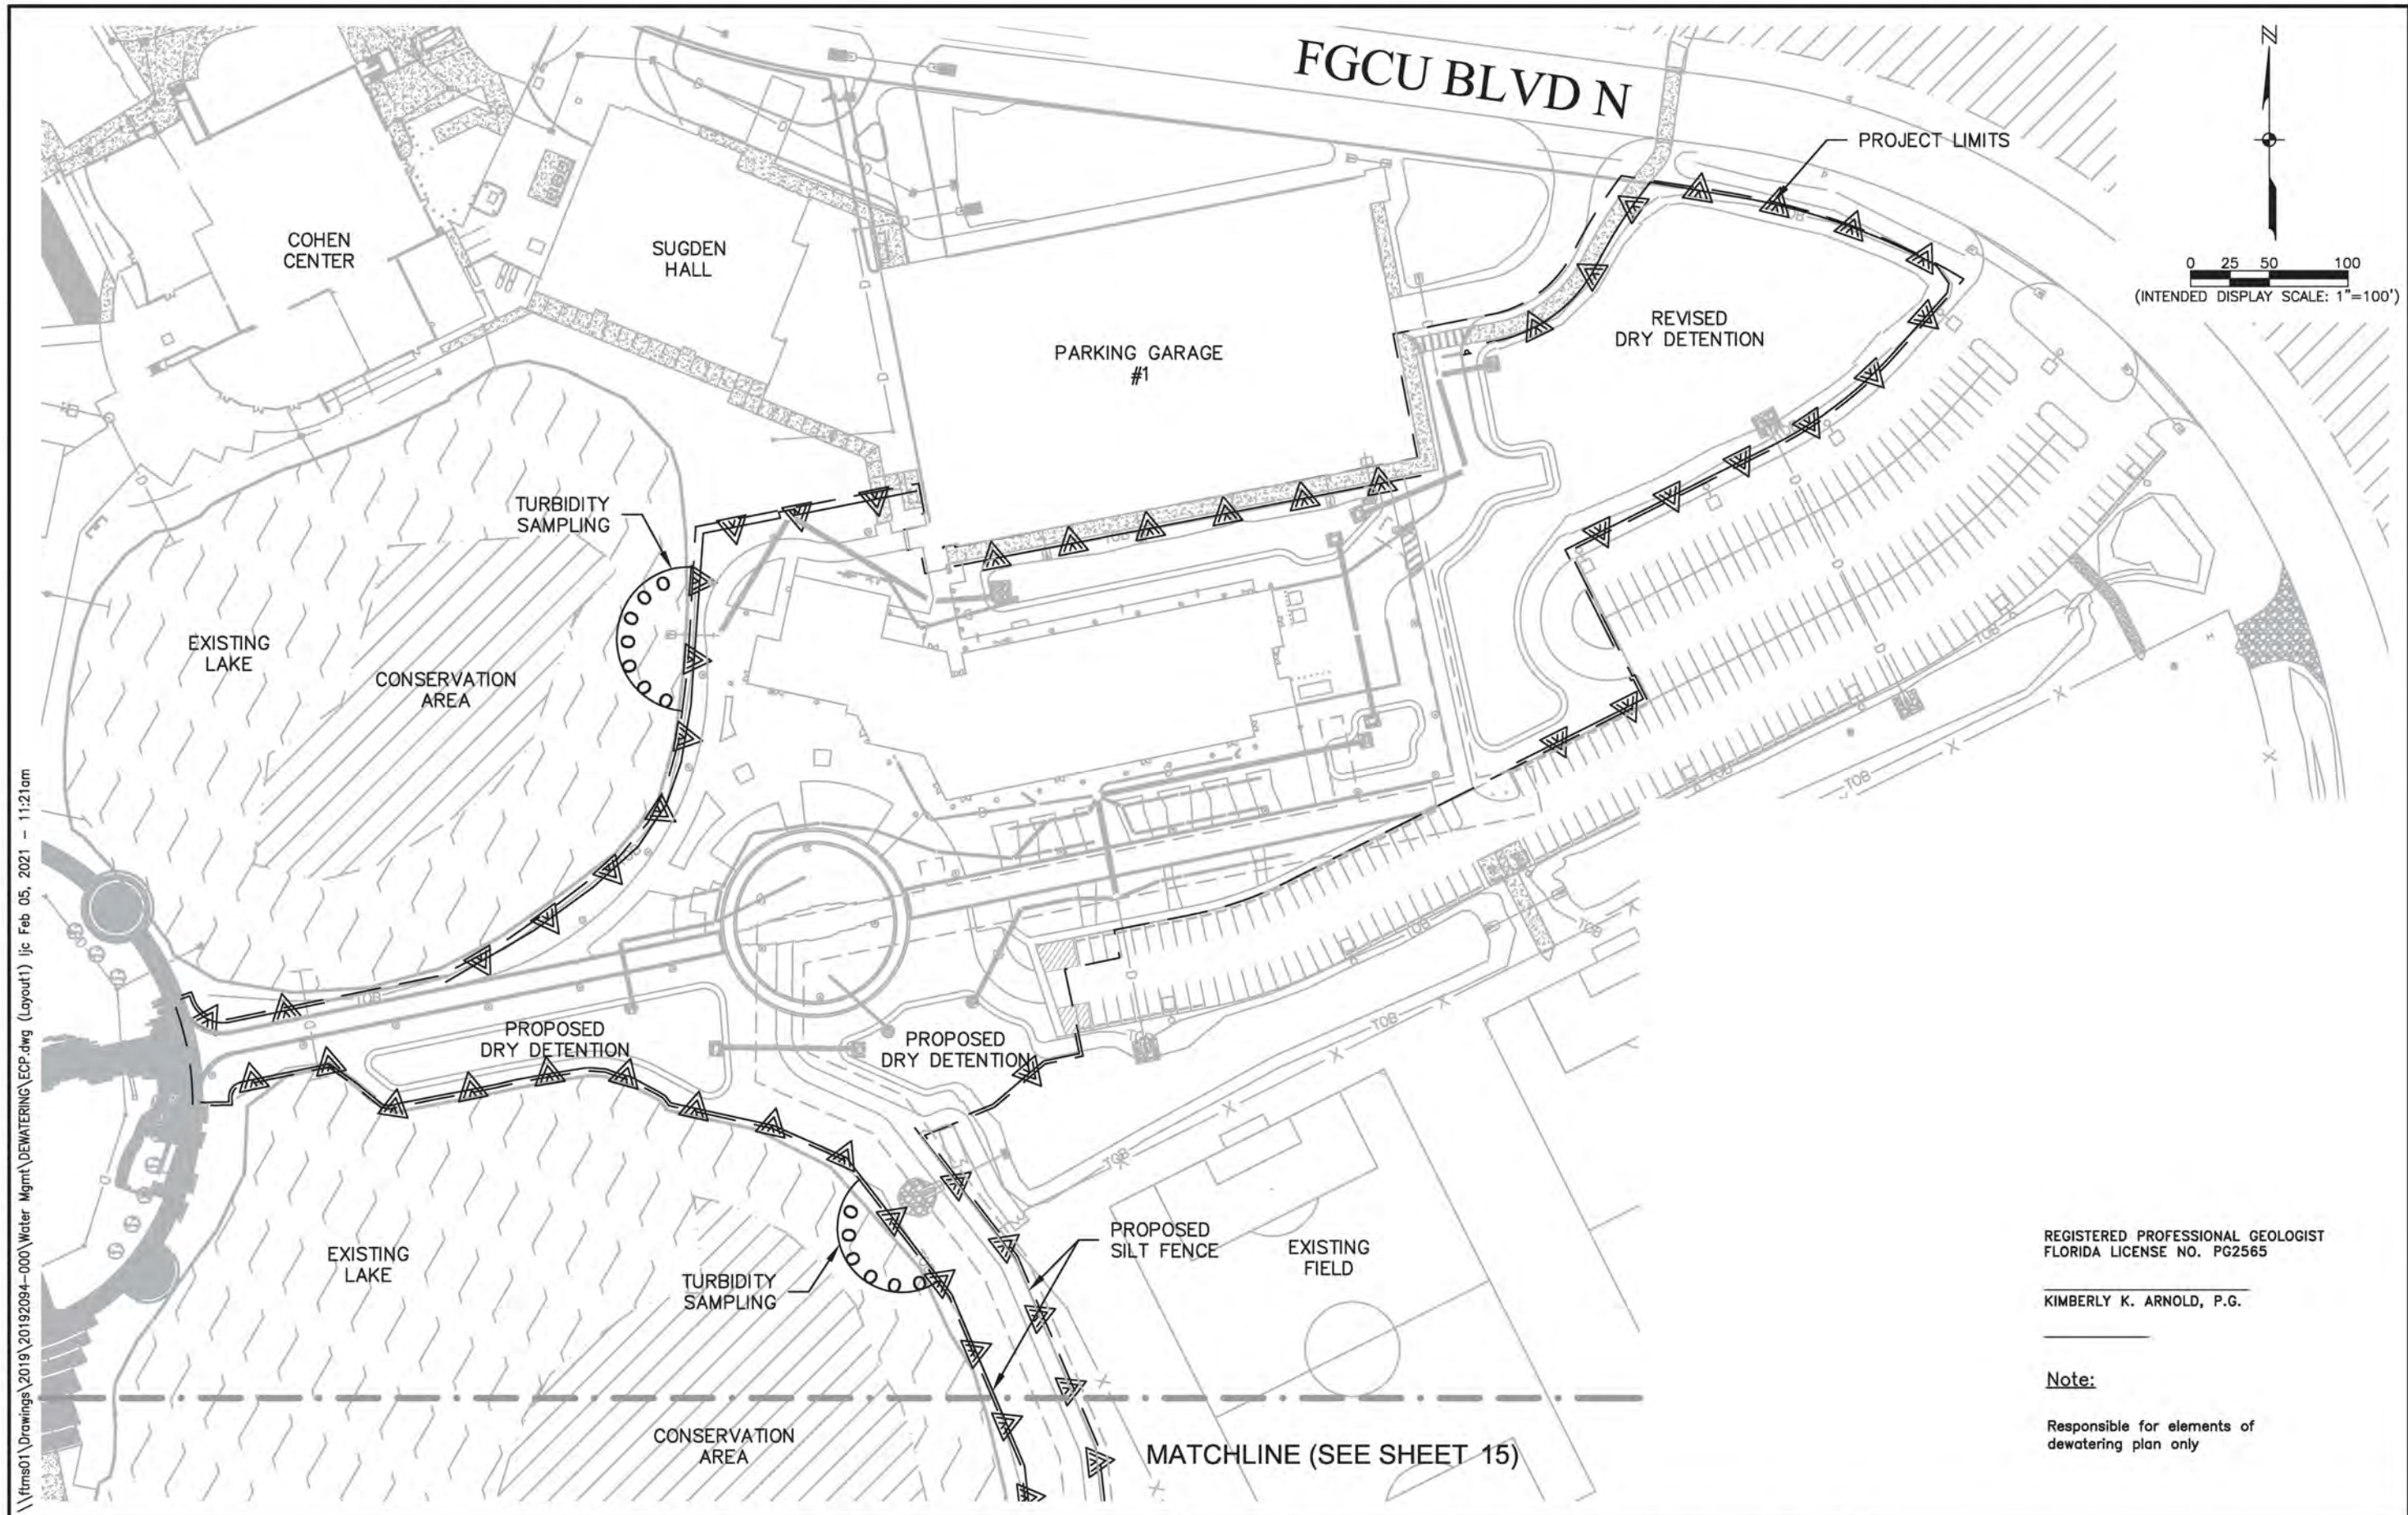 FGCU BLVD N
N
PROJECT LIMITS
0 25 50 100
(INTENDED DISPLAY SCALE: 1"=100')
COHEN
CENTER
SUGDEN
HALL
PARKING GARAGE
#1
REVISED
DRY DETENTION
TURBIDITY
SAMPLING
EXISTING
LAKE
CONSERVATION
AREA
PROPOSED
DRY DETENTION
PROPOSED
DRY DETENTION
TOB
TOB
TOB
TOB
TOB
TOB
TOB
EXISTING
LAKE
TURBIDITY
SAMPLING
PROPOSED
SILT FENCE
EXISTING
FIELD
CONSERVATION
AREA
MATCHLINE (SEE SHEET 15)
REGISTERED PROFESSIONAL GEOLOGIST
FLORIDA LICENSE NO. PG2565
KIMBERLY K. ARNOLD, P.G.
Note:
Responsible for elements of
dewatering plan only
\\ftms01\Drawings\2019\20192094-000\Water Mgmt\DEWATERING\ECP.dwg (Layout1) ljc Feb 05, 2021 - 11:21am